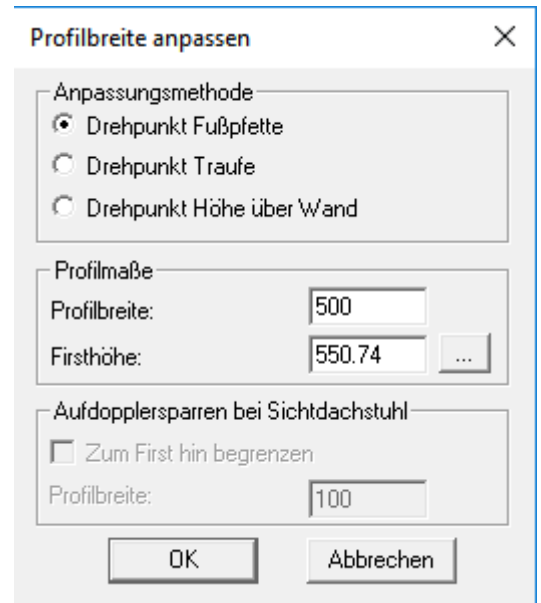 Profilbreite anpassen
Anpassungsmethode
Drehpunkt Fußpfette
Drehpunkt Traufe
Drehpunkt Höhe über Wand
Profilmaße
Profilbreite: 500
Firsthöhe: 550.74 ...
Aufdopplersparren bei Sichtdachstuhl
Zum First hin begrenzen
Profilbreite: 100
OK Abbrechen